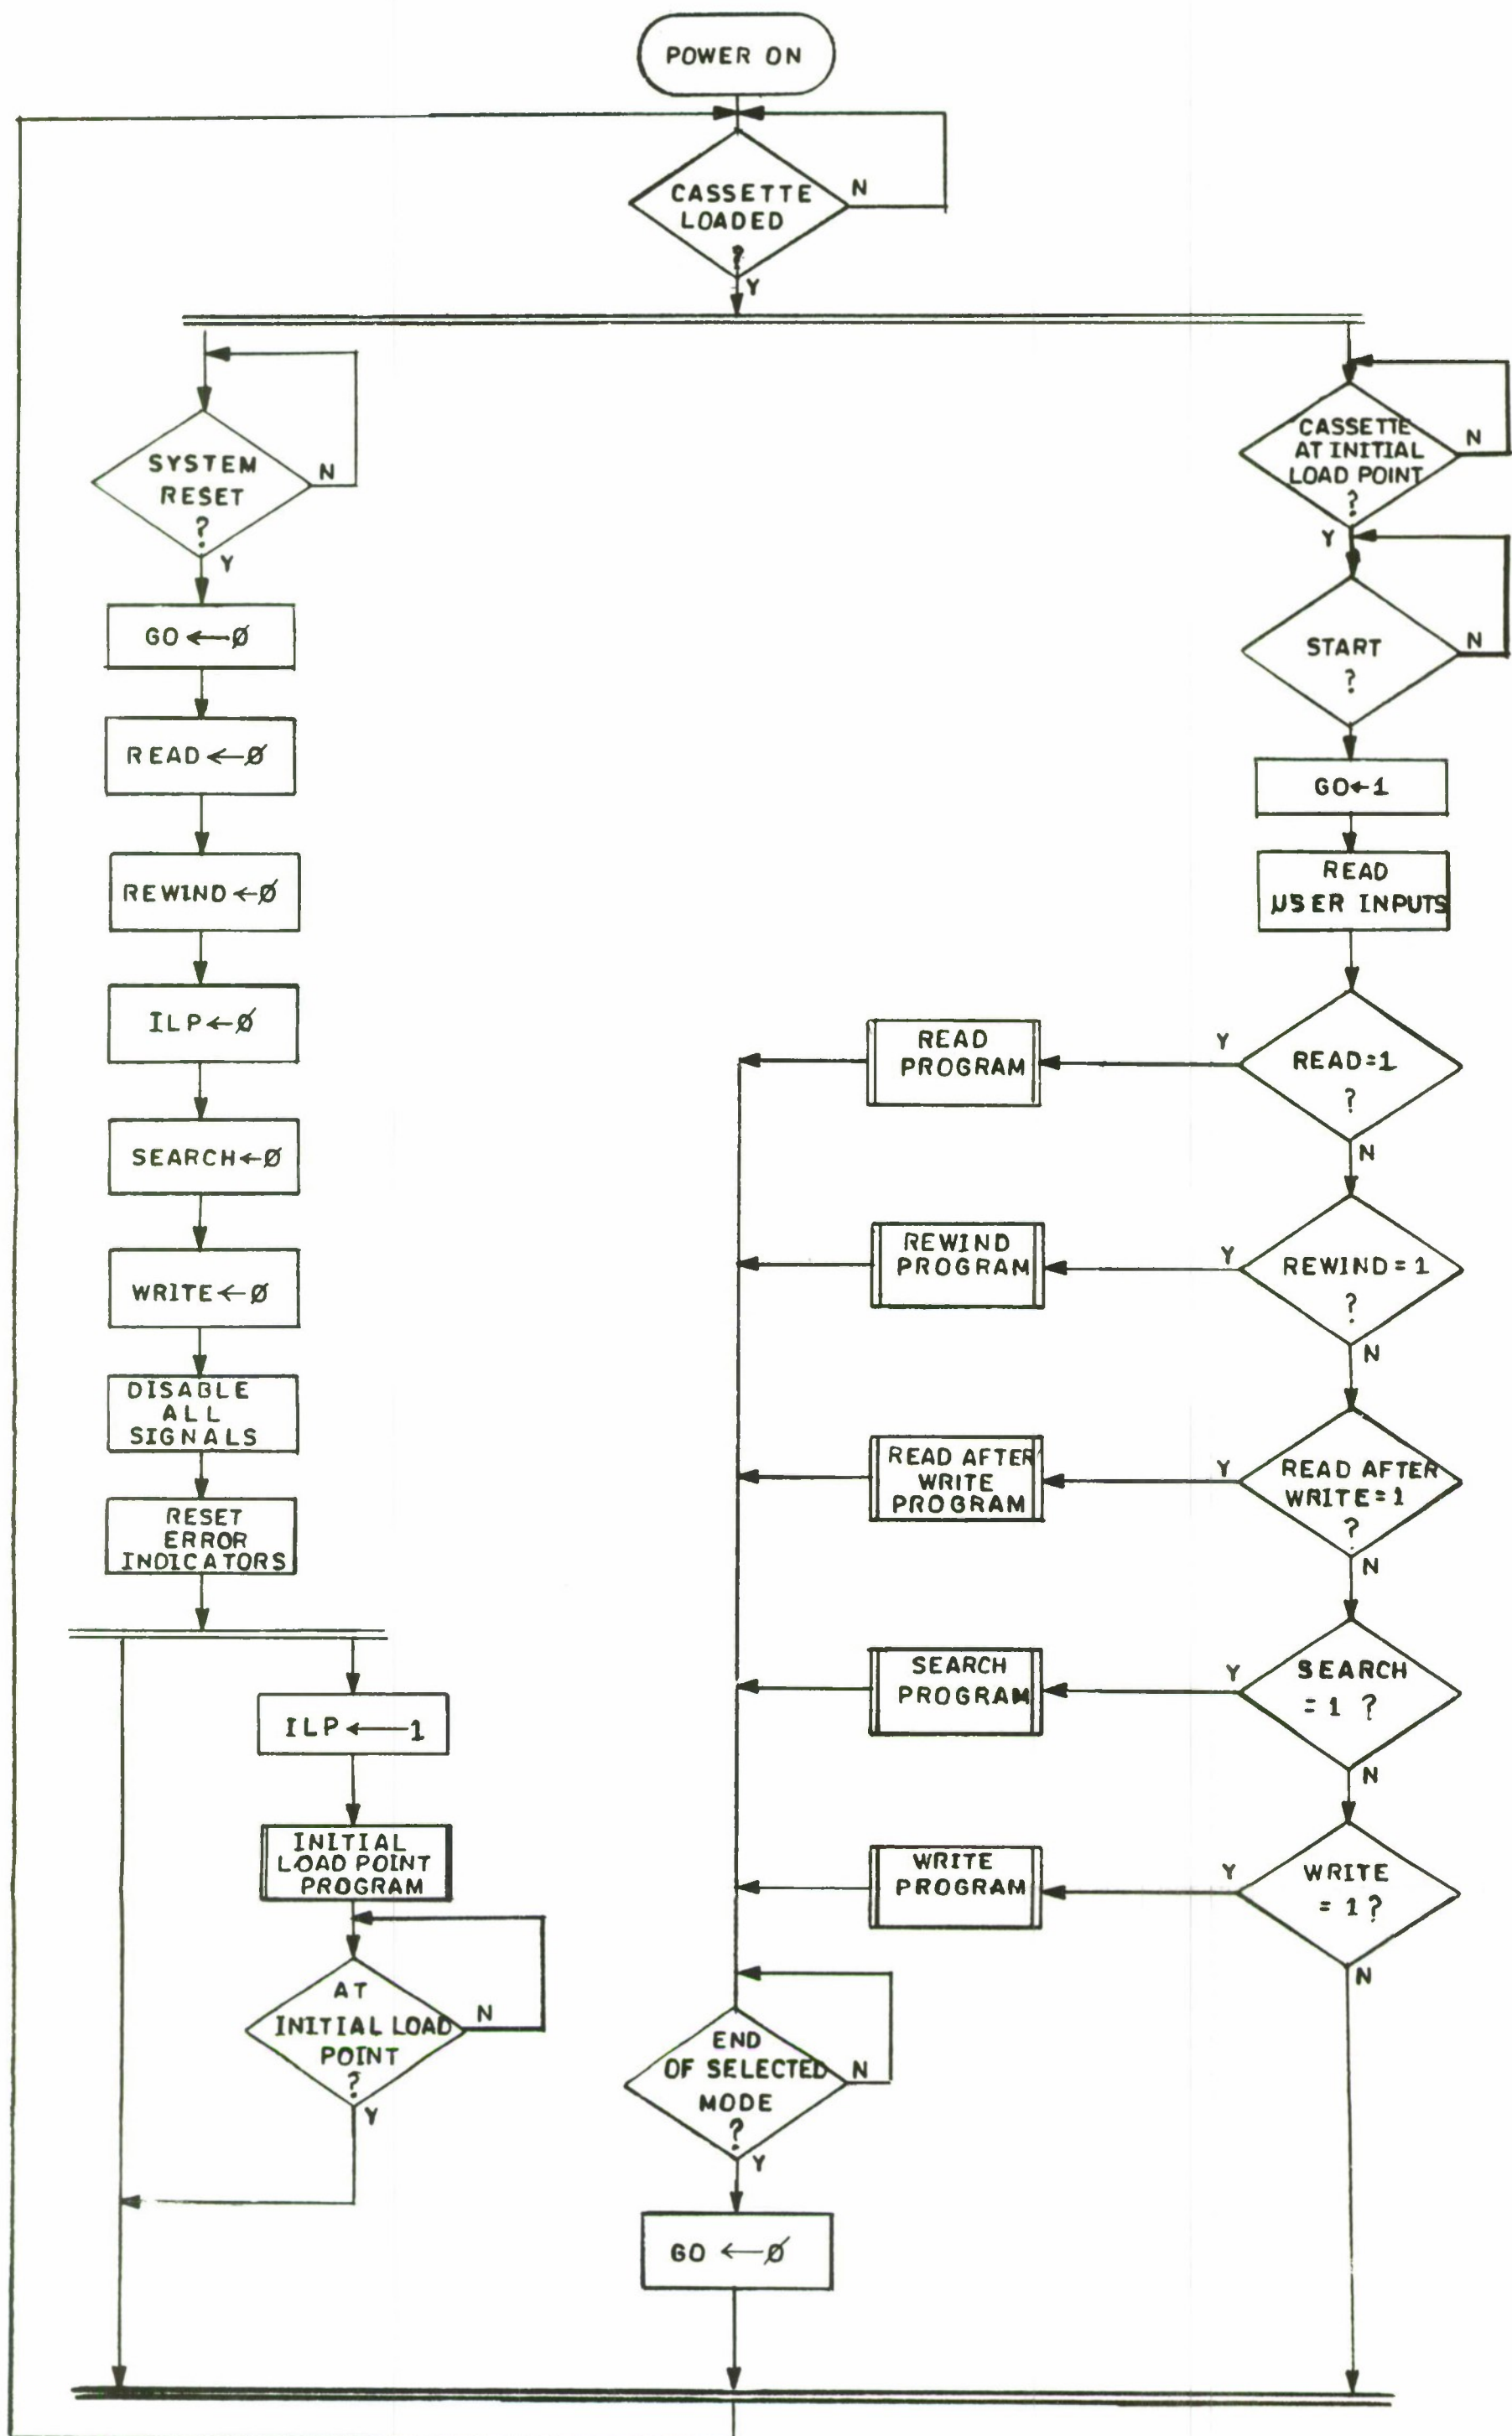 POWER ON
CASSETTE
LOADED
?
N
Y
SYSTEM
RESET
?
N
Y
GO ← Ø
READ ← Ø
REWIND ← Ø
ILP ← Ø
SEARCH ← Ø
WRITE ← Ø
DISABLE
ALL
SIGNALS
RESET
ERROR
INDICATORS
ILP ← 1
INITIAL
LOAD POINT
PROGRAM
AT
INITIAL LOAD
POINT
?
N
Y
CASSETTE
AT INITIAL
LOAD POINT
?
N
Y
START
?
N
GO ← 1
READ
USER INPUTS
READ=1
?
Y
N
READ
PROGRAM
REWIND = 1
?
Y
N
REWIND
PROGRAM
READ AFTER
WRITE=1
?
Y
N
READ AFTER
WRITE
PROGRAM
SEARCH
= 1 ?
Y
N
SEARCH
PROGRAM
WRITE
= 1 ?
Y
N
WRITE
PROGRAM
END
OF SELECTED
MODE
?
N
Y
GO ← Ø